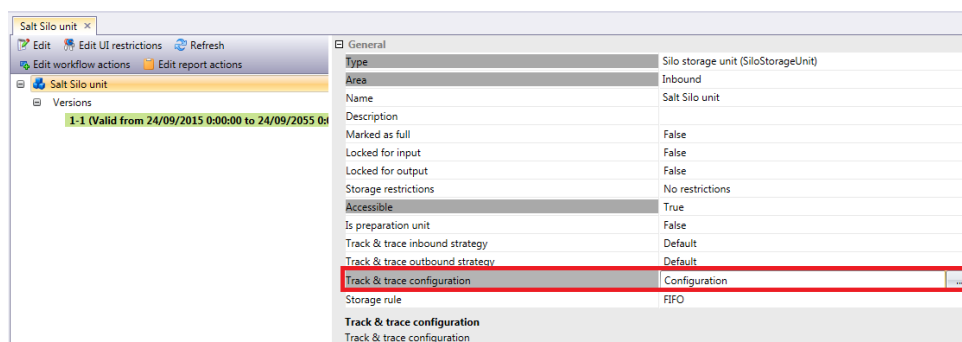 Salt Silo unit ×
Edit Edit UI restrictions Refresh
Edit workflow actions Edit report actions
Salt Silo unit
Versions
1-1 (Valid from 24/09/2015 0:00:00 to 24/09/2055 0:
General
Type Silo storage unit (SiloStorageUnit)
Area Inbound
Name Salt Silo unit
Description
Marked as full False
Locked for input False
Locked for output False
Storage restrictions No restrictions
Accessible True
Is preparation unit False
Track & trace inbound strategy Default
Track & trace outbound strategy Default
Track & trace configuration Configuration ...
Storage rule FIFO
Track & trace configuration
Track & trace configuration